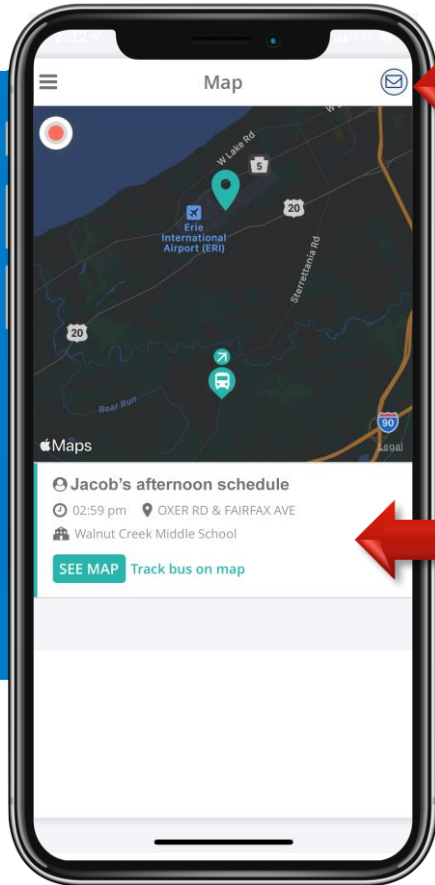 Map
W Lake Rd
5
20
Erie
International
Airport (ERI)
Sterrettania Rd
20
Bear Run
90
Maps
Legal
Jacob's afternoon schedule
02:59 pm OXER RD & FAIRFAX AVE
Walnut Creek Middle School
SEE MAP Track bus on map